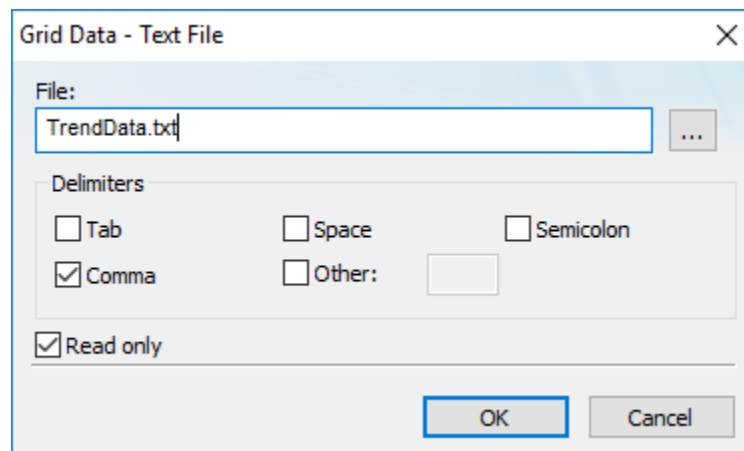 Grid Data - Text File
File:
TrendData.txt
...
Delimiters
Tab Space Semicolon
Comma Other:
Read only
OK Cancel